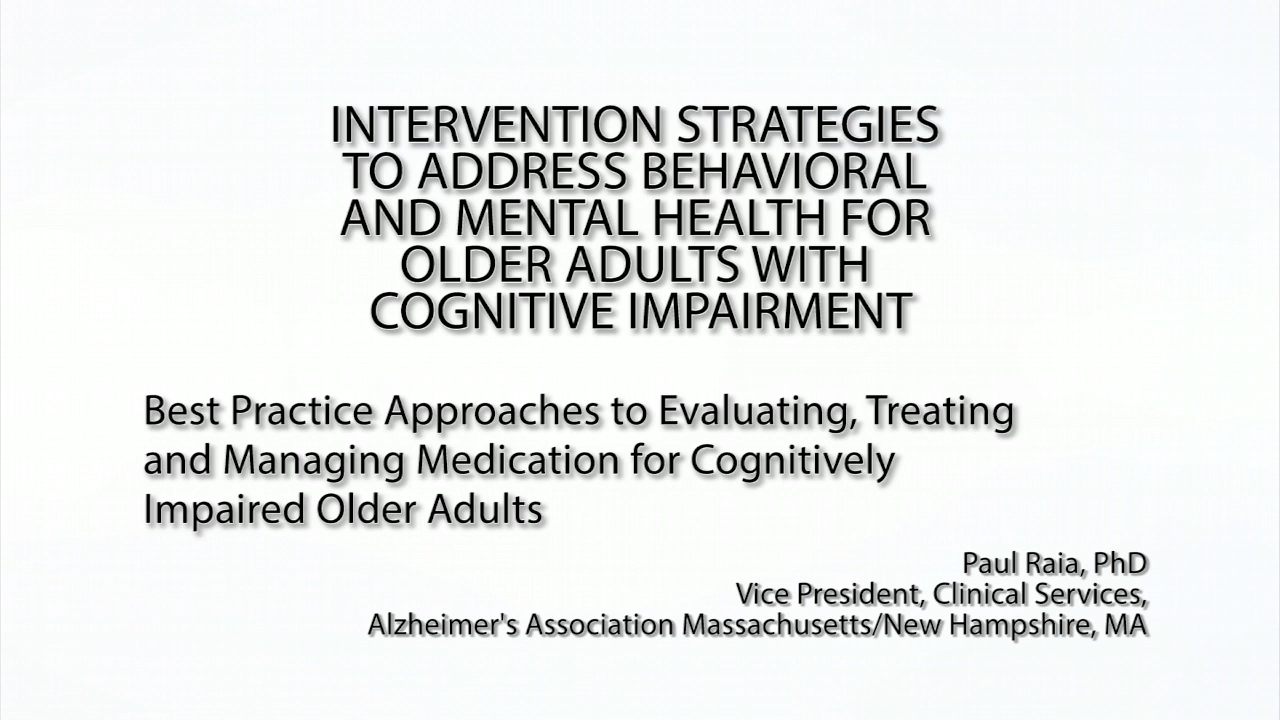 INTERVENTION STRATEGIES
TO ADDRESS BEHAVIORAL
AND MENTAL HEALTH FOR
OLDER ADULTS WITH
COGNITIVE IMPAIRMENT
Best Practice Approaches to Evaluating, Treating
and Managing Medication for Cognitively
Impaired Older Adults
Paul Raia, PhD
Vice President, Clinical Services,
Alzheimer's Association Massachusetts/New Hampshire, MA